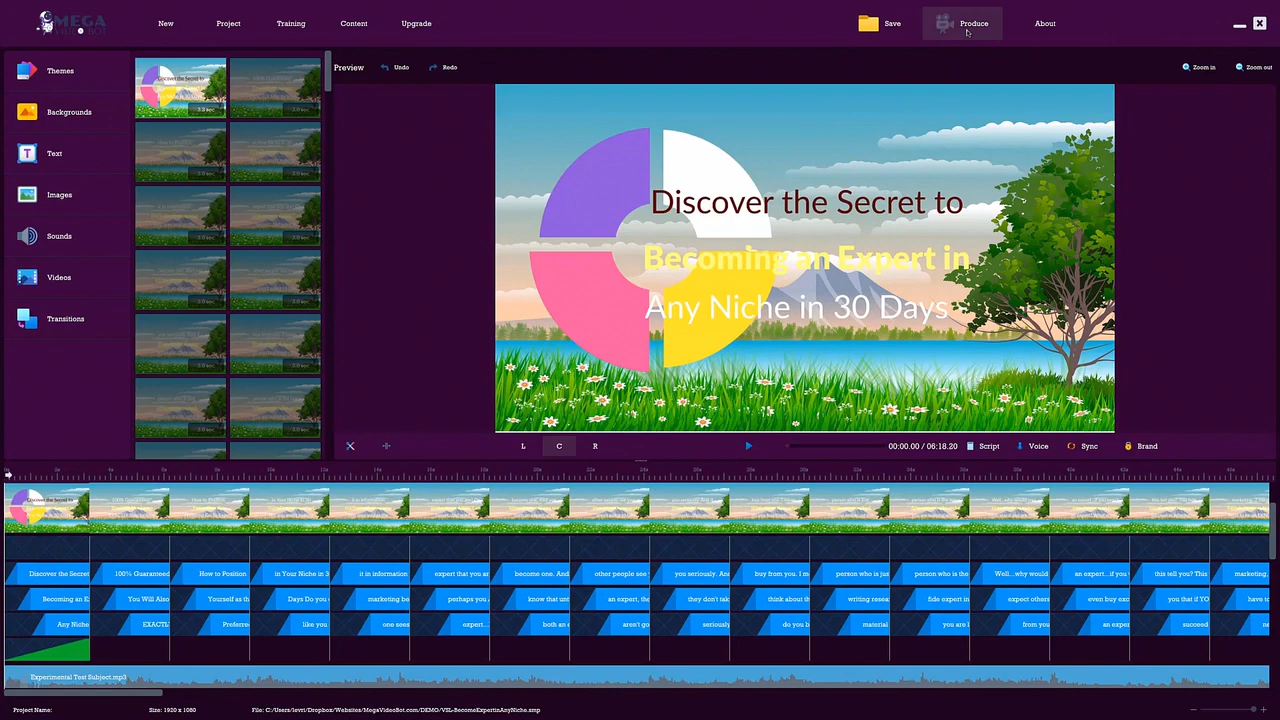 MEGA
VIDEO BOT
New
Project
Training
Content
Upgrade
Save
Produce
About
Themes
Backgrounds
Text
Images
Sounds
Videos
Transitions
Preview
Undo
Redo
Zoom in
Zoom out
Discover the Secret to
Becoming an Expert in
Any Niche in 30 Days
L
C
R
00:00.00 / 06:18.20
Script
Voice
Sync
Brand
Discover the Secret
100% Guaranteed
How to Position
in Your Niche in 3
it in information
expert that you ar
become one. And
other people see
you seriously. An
buy from you. I m
person who is jus
person who is the
Well...why would
an expert...if you
this tell you? This
marketing,
Becoming an E
You Will Also
Yourself as th
Days Do you
marketing be
perhaps you
know that unt
an expert, the
they don't tak
think about th
writing resea
fide expert in
expect others
even buy exc
you that if YO
have to
Any Niche
EXACTL
Preferre
like you
one sees
expert...
both an e
aren't go
seriously
do you b
material
you are l
from you
an exper
succeed
ne
Experimental Test Subject.mp3
Project Name:
Size: 1920 x 1080
File: C:/Users/levri/Dropbox/Websites/MegaVideoBot.com/DEMO/VSL-BecomeExpertinAnyNiche.smp